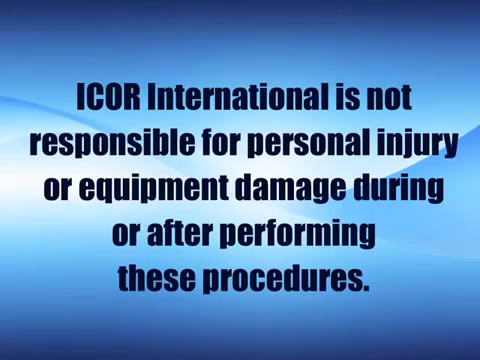 ICOR International is not
responsible for personal injury
or equipment damage during
or after performing
these procedures.